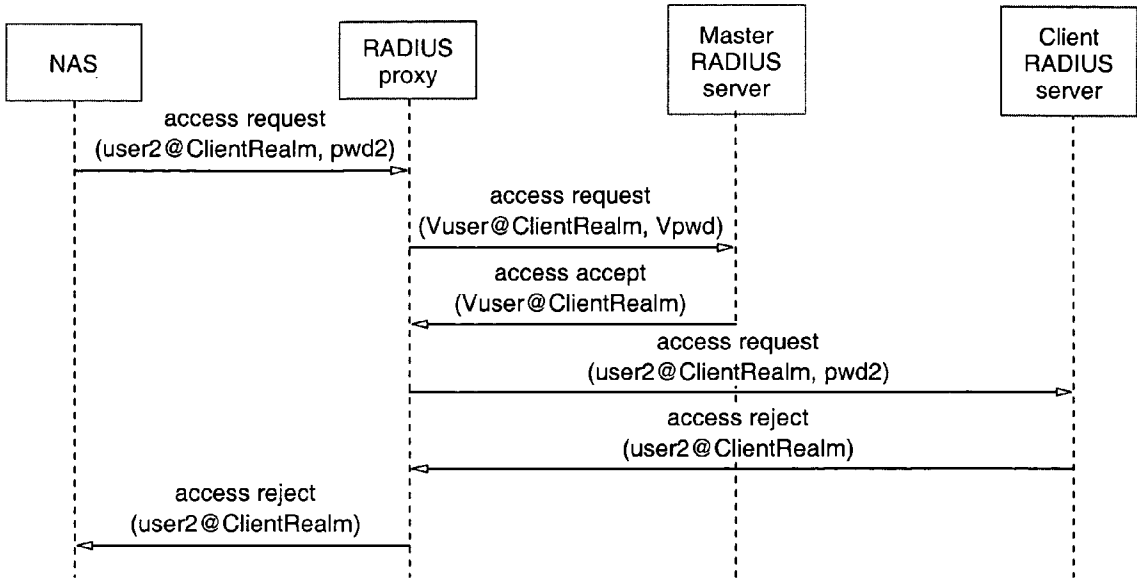 NAS
RADIUS
proxy
Master
RADIUS
server
Client
RADIUS
server
access request
(user2@ClientRealm, pwd2)
access request
(Vuser@ClientRealm, Vpwd)
access accept
(Vuser@ClientRealm)
access request
(user2@ClientRealm, pwd2)
access reject
(user2@ClientRealm)
access reject
(user2@ClientRealm)